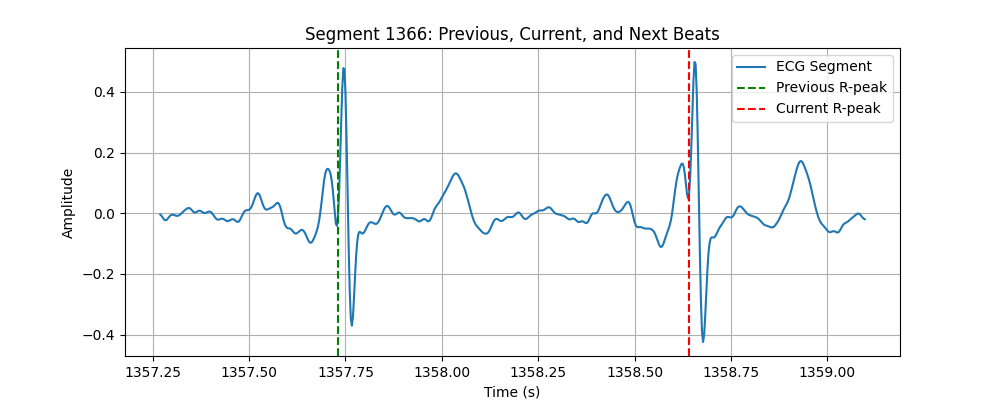 Segment 1366: Previous, Current, and Next Beats
ECG Segment
Previous R-peak
Current R-peak
Amplitude
0.4
0.2
0.0
−0.2
−0.4
1357.25 1357.50 1357.75 1358.00 1358.25 1358.50 1358.75 1359.00
Time (s)